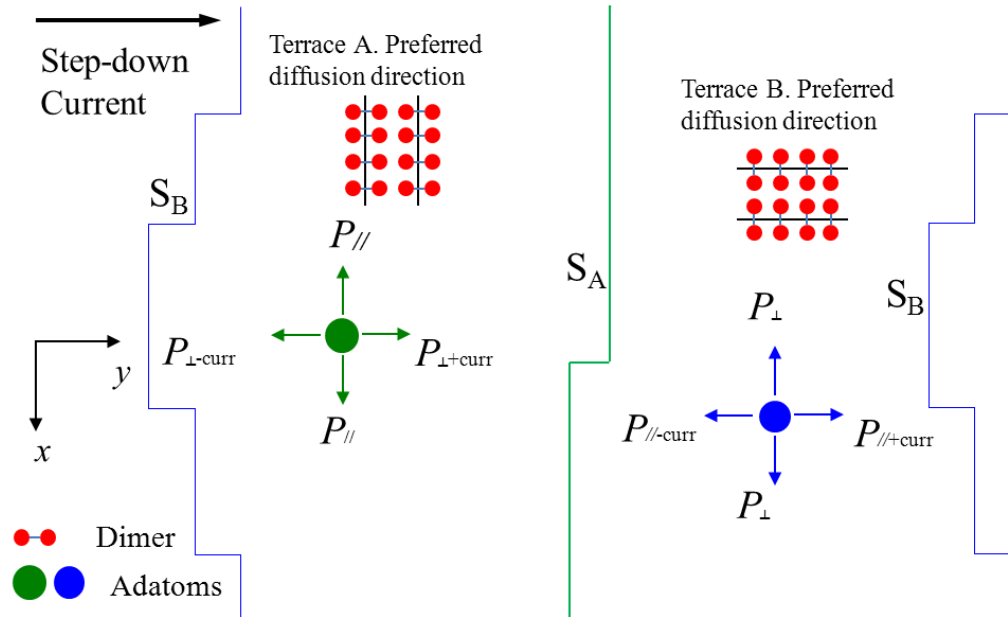 Step-down
Current
Terrace A. Preferred
diffusion direction
Terrace B. Preferred
diffusion direction
S_B
P_//
S_A
S_B
P_⊥
P_⊥-curr
P_⊥+curr
y
x
P_//
P_//-curr
P_//+curr
P_⊥
Dimer
Adatoms